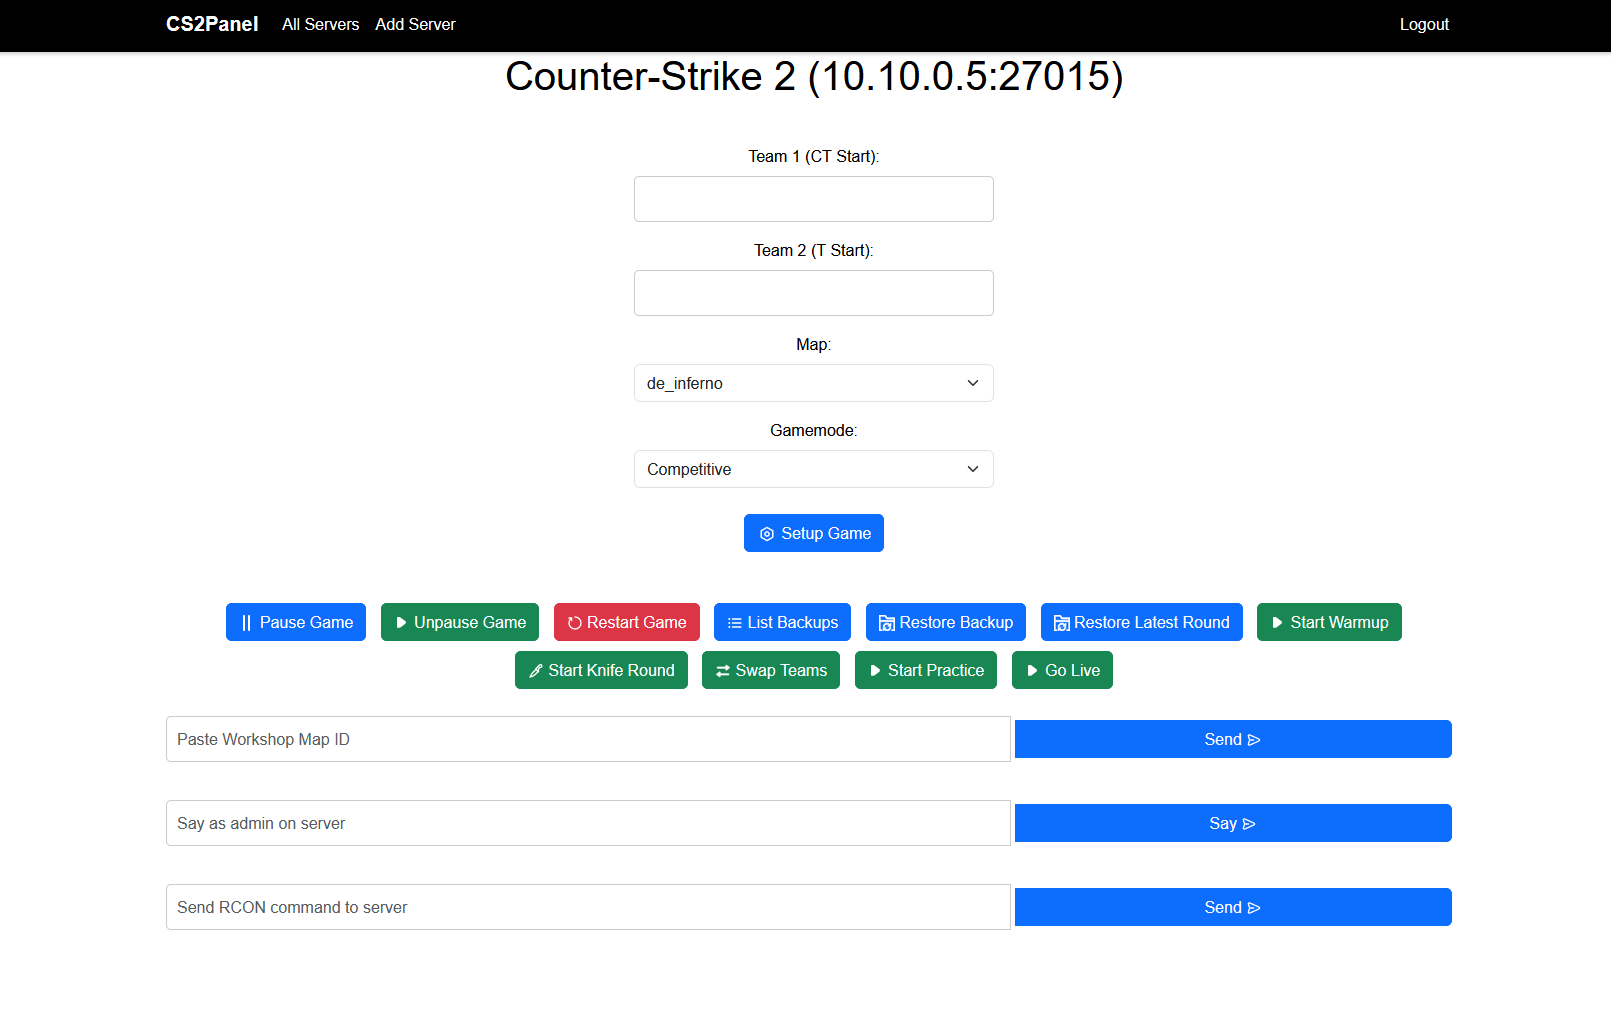 CS2Panel All Servers Add Server Logout
Counter-Strike 2 (10.10.0.5:27015)
Team 1 (CT Start):
Team 2 (T Start):
Map:
de_inferno
Gamemode:
Competitive
Setup Game
Pause Game Unpause Game Restart Game List Backups Restore Backup Restore Latest Round Start Warmup
Start Knife Round Swap Teams Start Practice Go Live
Paste Workshop Map ID Send
Say as admin on server Say
Send RCON command to server Send